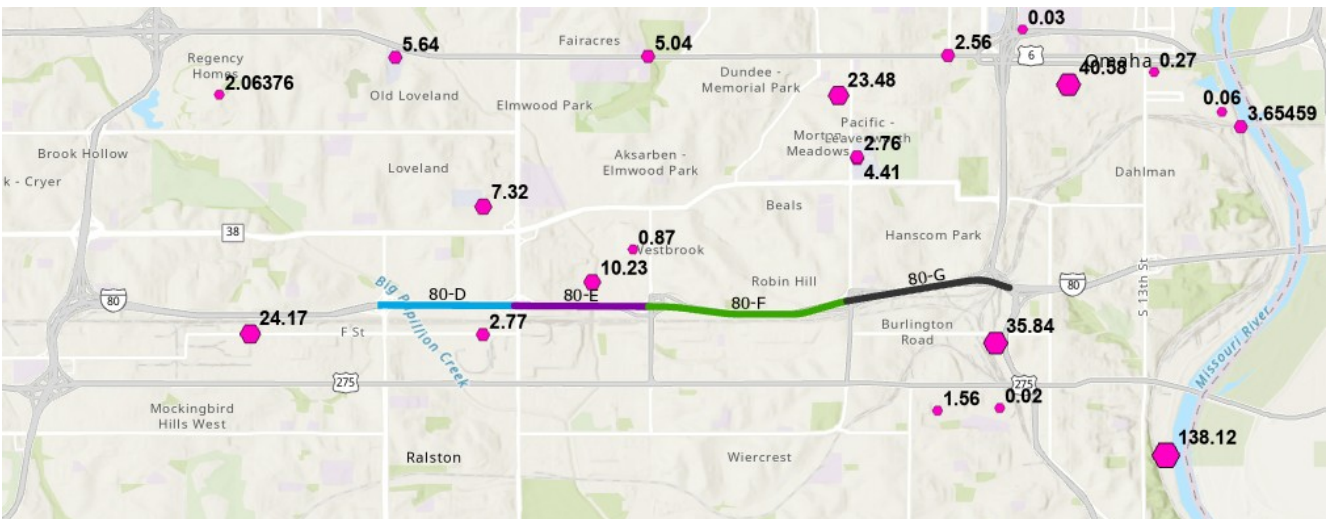 0.03
5.64
Fairacres
5.04
2.56
6
Omaha
0.27
Regency
Homes
2.06376
Old Loveland
Elmwood Park
Dundee -
Memorial Park
23.48
40.58
0.06
3.65459
Pacific -
Leavenworth
Morton
Meadows
2.76
4.41
Brook Hollow
k - Cryer
Loveland
Aksarben -
Elmwood Park
Dahlman
7.32
Beals
38
0.87
Westbrook
Hanscom Park
10.23
Robin Hill
80-G
80
80
Big Papillion Creek
80-D
80-E
80-F
S 13th St
24.17
F St
2.77
Burlington
Road
35.84
Missouri River
275
275
1.56
0.02
Mockingbird
Hills West
138.12
Ralston
Wiercrest